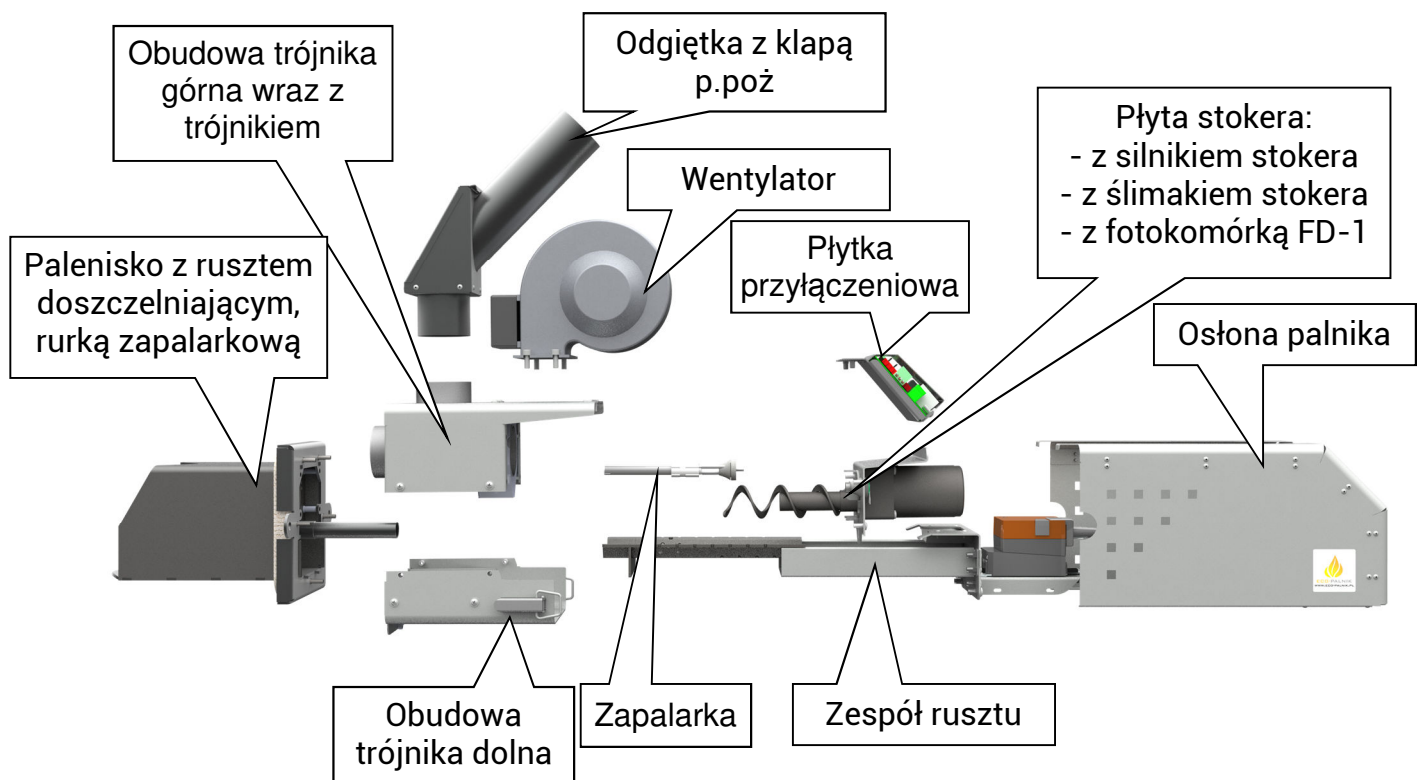 Obudowa trójnika
górna wraz z
trójnikiem
Odgiętka z klapą
p.poż
Wentylator
Płyta stokera:
- z silnikiem stokera
- z ślimakiem stokera
- z fotokomórką FD-1
Palenisko z rusztem
doszczelniającym,
rurką zapalarkową
Płytka
przyłączeniowa
Osłona palnika
Obudowa
trójnika dolna
Zapalarka
Zespół rusztu